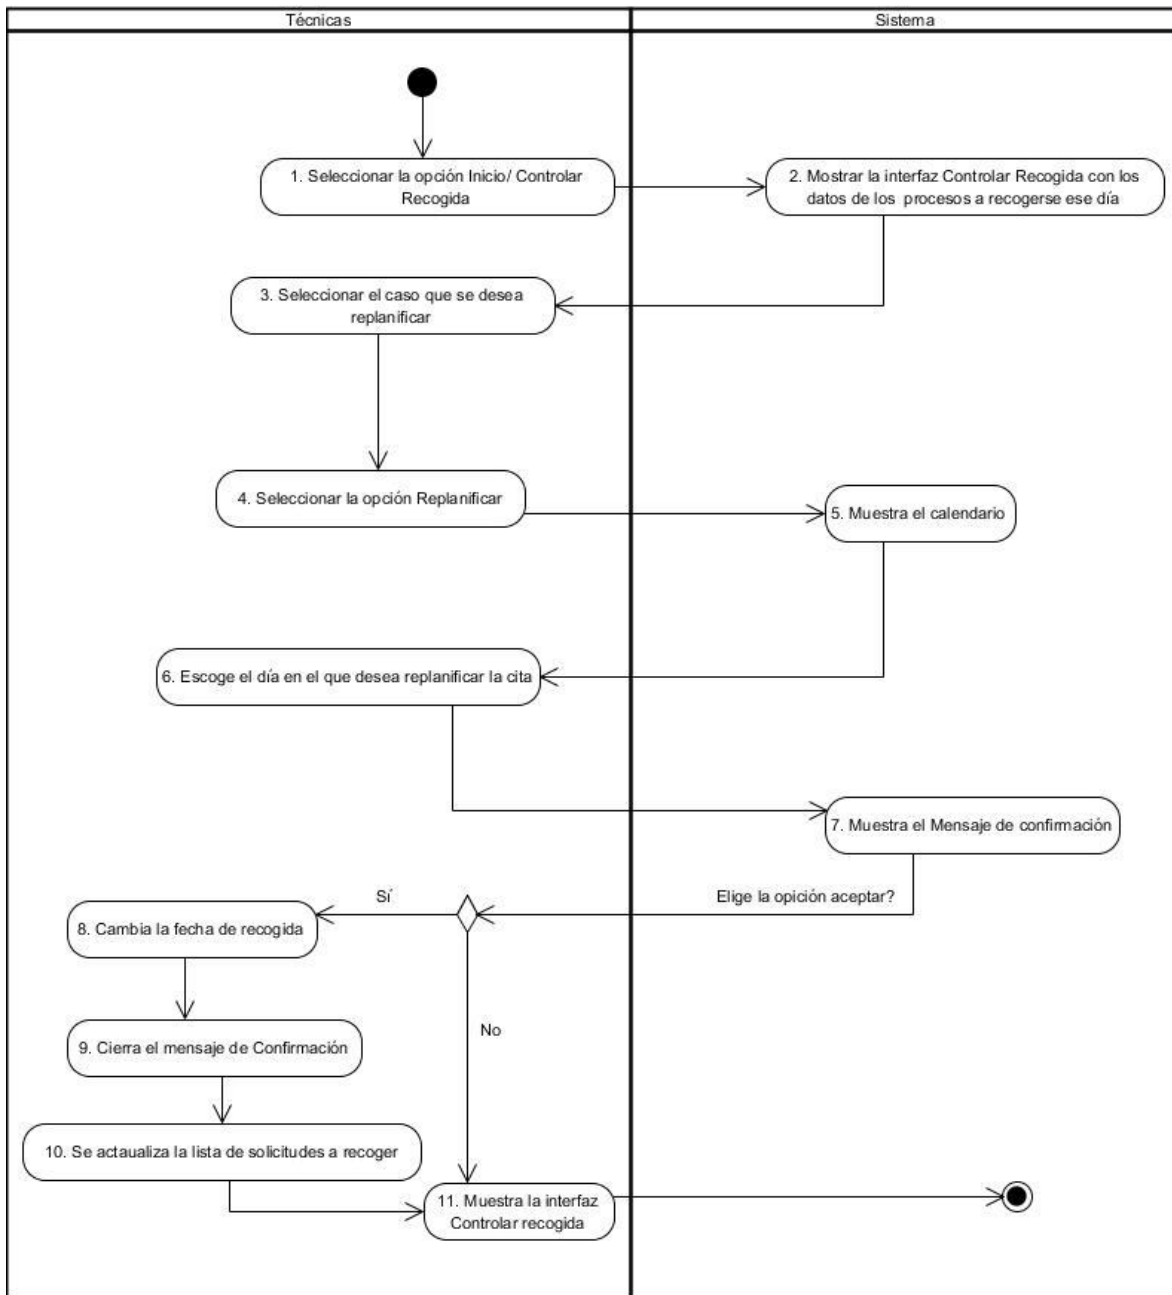 Técnicas
Sistema
1. Seleccionar la opción Inicio/ Controlar
Recogida
2. Mostrar la interfaz Controlar Recogida con los
datos de los procesos a recogerse ese día
3. Seleccionar el caso que se desea
replanificar
4. Seleccionar la opción Replanificar
5. Muestra el calendario
6. Escoge el día en el que desea replanificar la cita
7. Muestra el Mensaje de confirmación
Sí
Elige la opición aceptar?
8. Cambia la fecha de recogida
No
9. Cierra el mensaje de Confirmación
10. Se actaualiza la lista de solicitudes a recoger
11. Muestra la interfaz
Controlar recogida